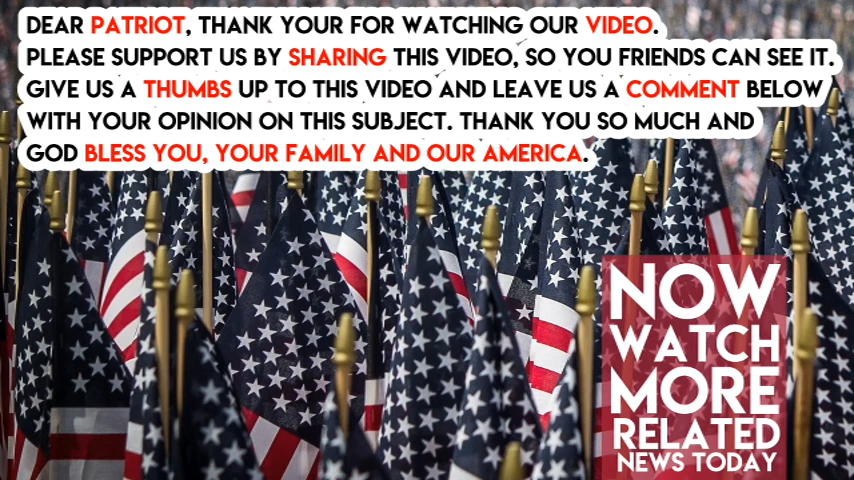 DEAR PATRIOT, THANK YOUR FOR WATCHING OUR VIDEO.
PLEASE SUPPORT US BY SHARING THIS VIDEO, SO YOU FRIENDS CAN SEE IT.
GIVE US A THUMBS UP TO THIS VIDEO AND LEAVE US A COMMENT BELOW
WITH YOUR OPINION ON THIS SUBJECT. THANK YOU SO MUCH AND
GOD BLESS YOU, YOUR FAMILY AND OUR AMERICA.
NOW
WATCH
MORE
RELATED
NEWS TODAY